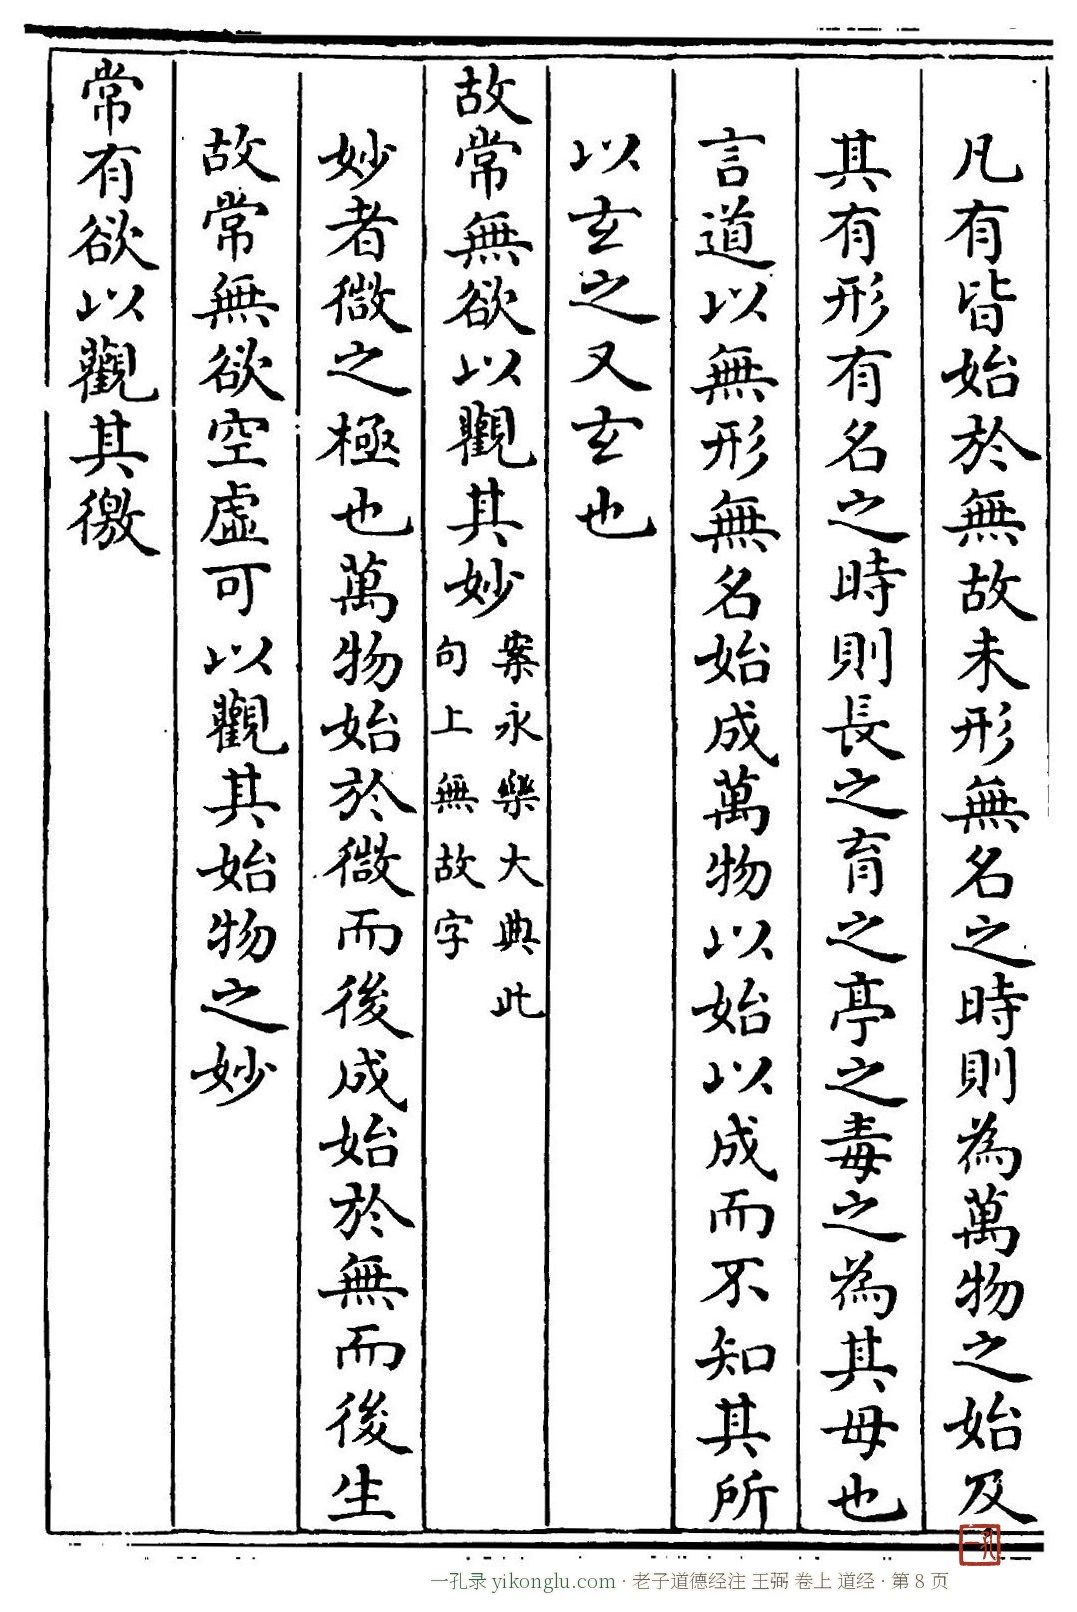 凡有皆始於無故未形無名之時則為萬物之始及
其有形有名之時則長之育之亭之毒之為其母也
言道以無形無名始成萬物以始以成而不知其所
以玄之又玄也
故常無欲以觀其妙
案永樂大典此
句上無故字
妙者微之極也萬物始於微而後成始於無而後生
故常無欲空虛可以觀其始物之妙
常有欲以觀其徼
一孔
一孔录 yikonglu.com · 老子道德经注 王弼 卷上 道经 · 第 8 页